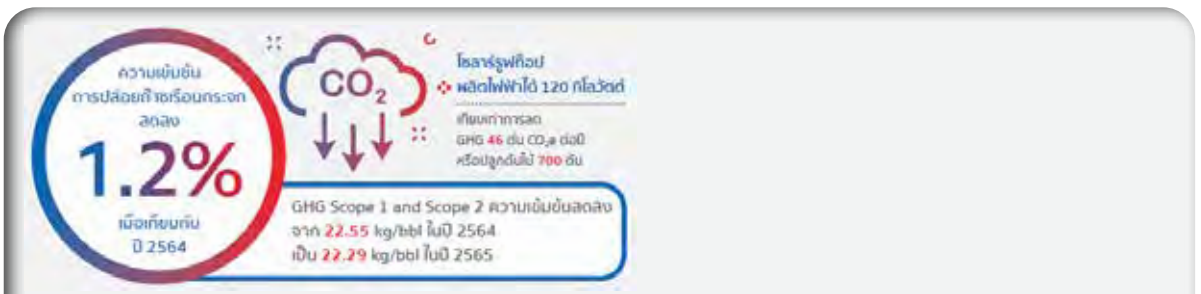 ความเข้มข้น
การปล่อยก๊าซเรือนกระจก
ลดลง
1.2%
เมื่อเทียบกับ
ปี 2564
CO₂
โซลาร์รูฟท็อป
ผลิตไฟฟ้าได้ 120 กิโลวัตต์
เทียบเท่าการลด
GHG 46 ตัน CO₂e ต่อปี
หรือปลูกต้นไม้ 700 ต้น
GHG Scope 1 and Scope 2 ความเข้มข้นลดลง
จาก 22.55 kg/bbl ในปี 2564
เป็น 22.29 kg/bbl ในปี 2565